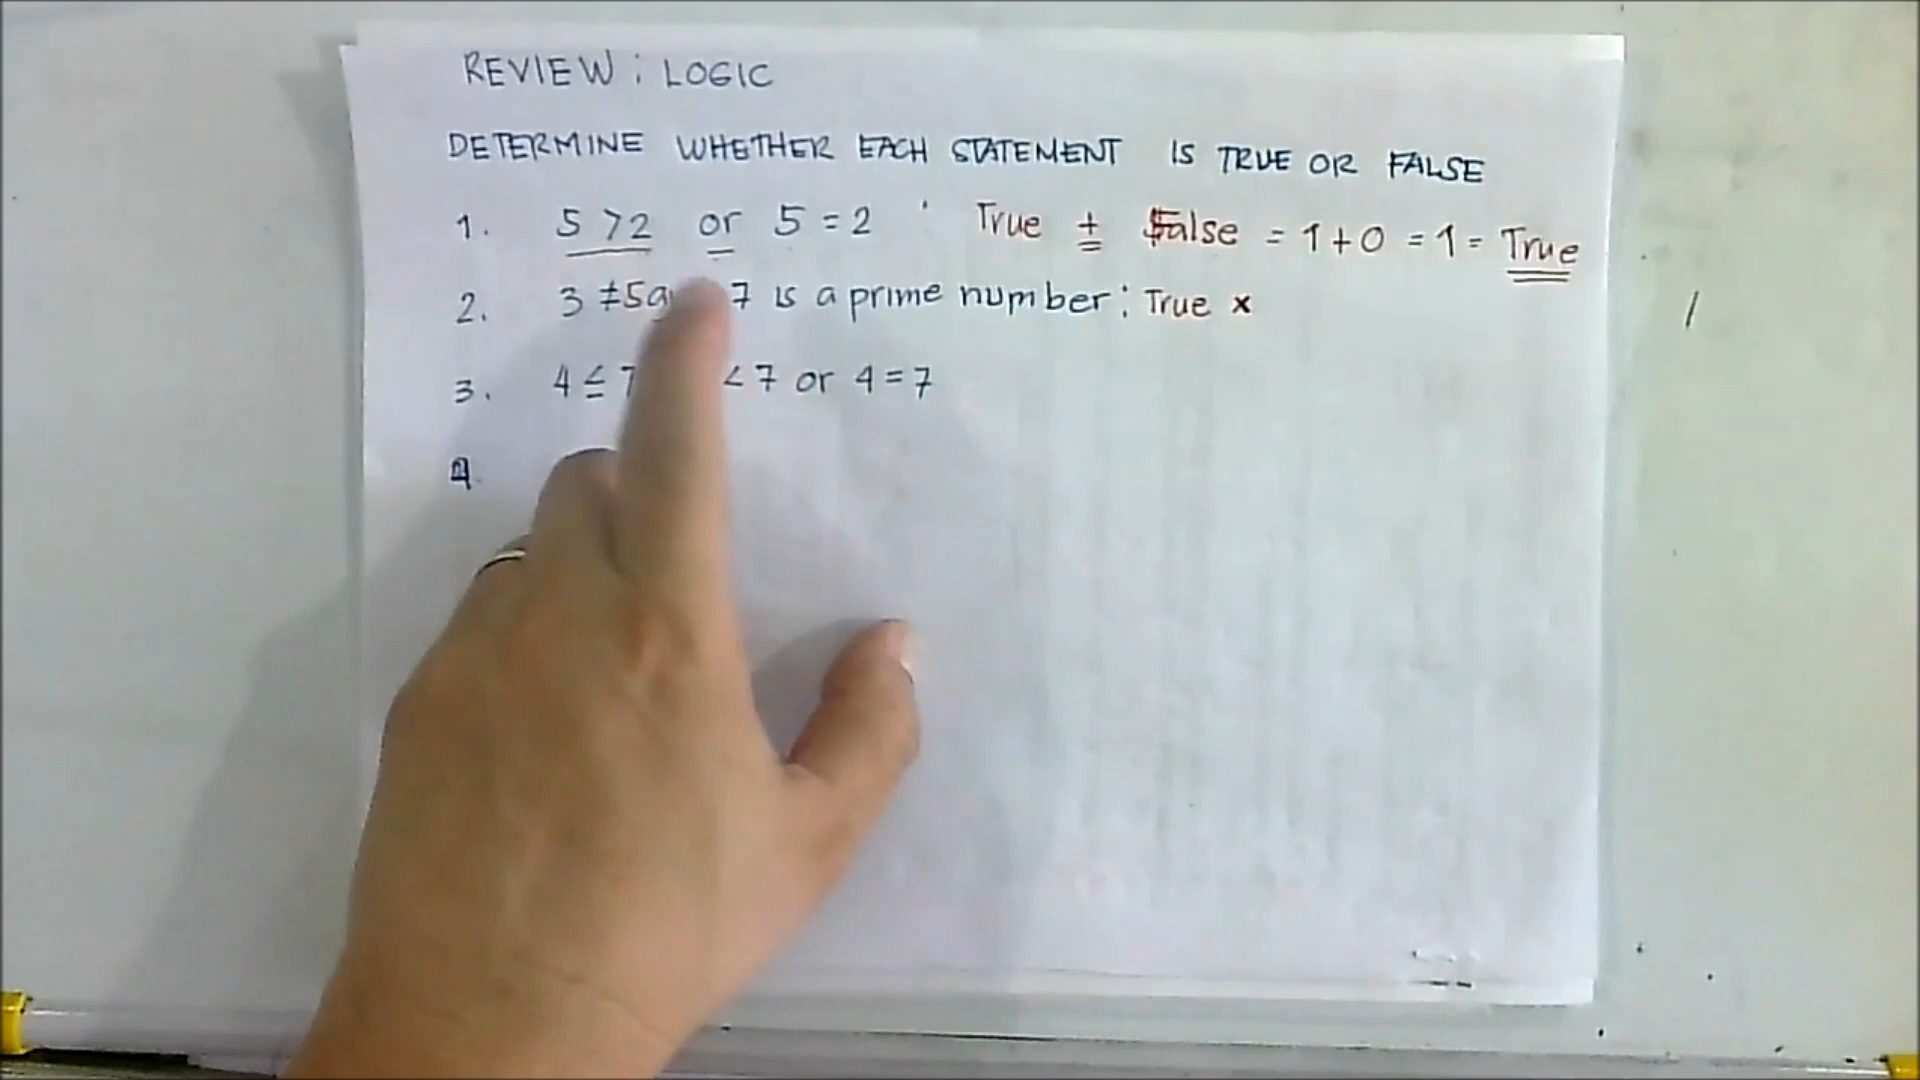 REVIEW : LOGIC
DETERMINE WHETHER EACH STATEMENT IS TRUE OR FALSE
1. 5 > 2 or 5 = 2 : True + False = 1 + 0 = 1 = True
2. 3 ≠ 5 7 is a prime number : True ×
3. 4 ≤ 7 < 7 or 4 = 7
4.